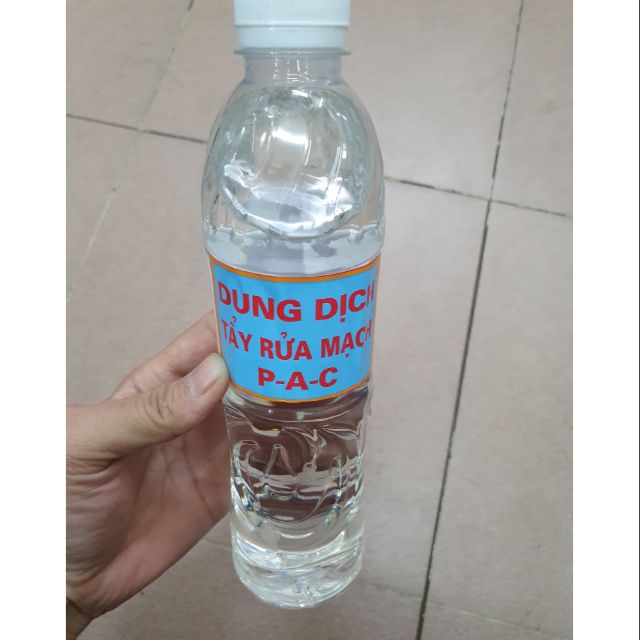 DUNG DỊCH
TẨY RỬA MẠCH
P-A-C